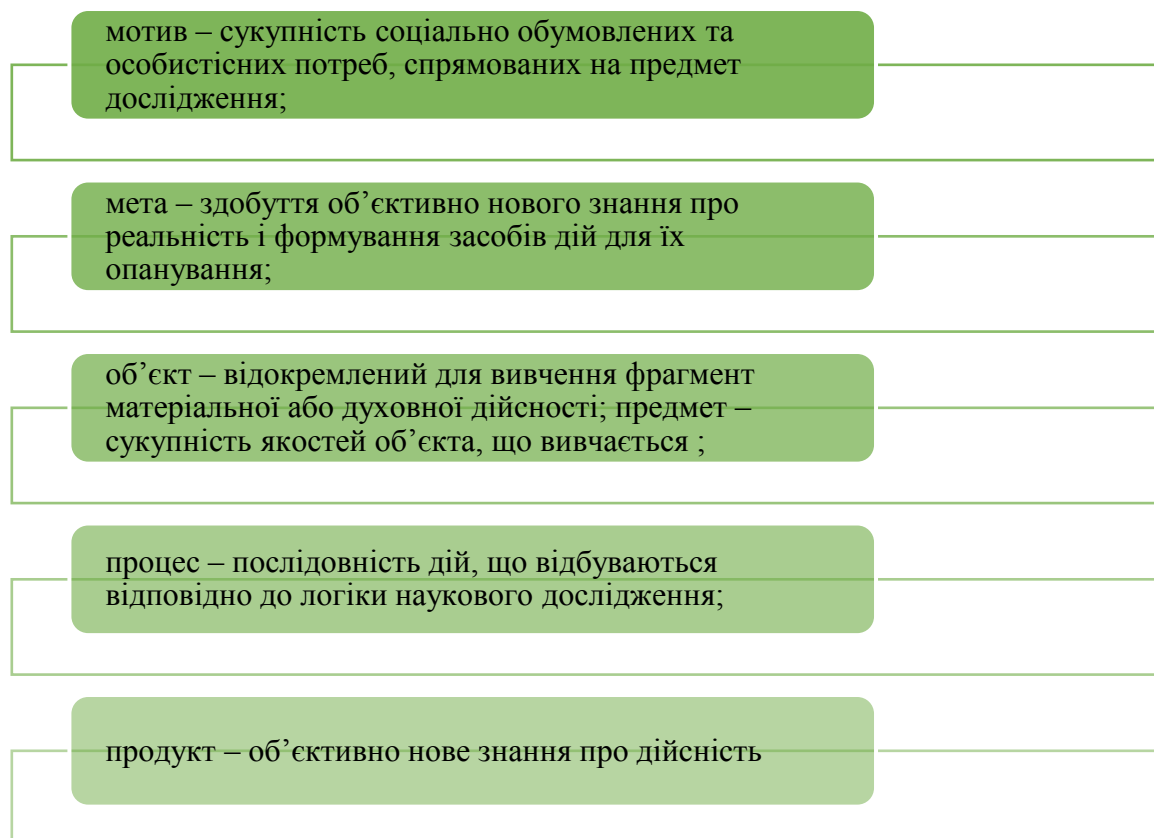 мотив – сукупність соціально обумовлених та
особистісних потреб, спрямованих на предмет
дослідження;
мета – здобуття об’єктивно нового знання про
реальність і формування засобів дій для їх
опанування;
об’єкт – відокремлений для вивчення фрагмент
матеріальної або духовної дійсності; предмет –
сукупність якостей об’єкта, що вивчається ;
процес – послідовність дій, що відбуваються
відповідно до логіки наукового дослідження;
продукт – об’єктивно нове знання про дійсність